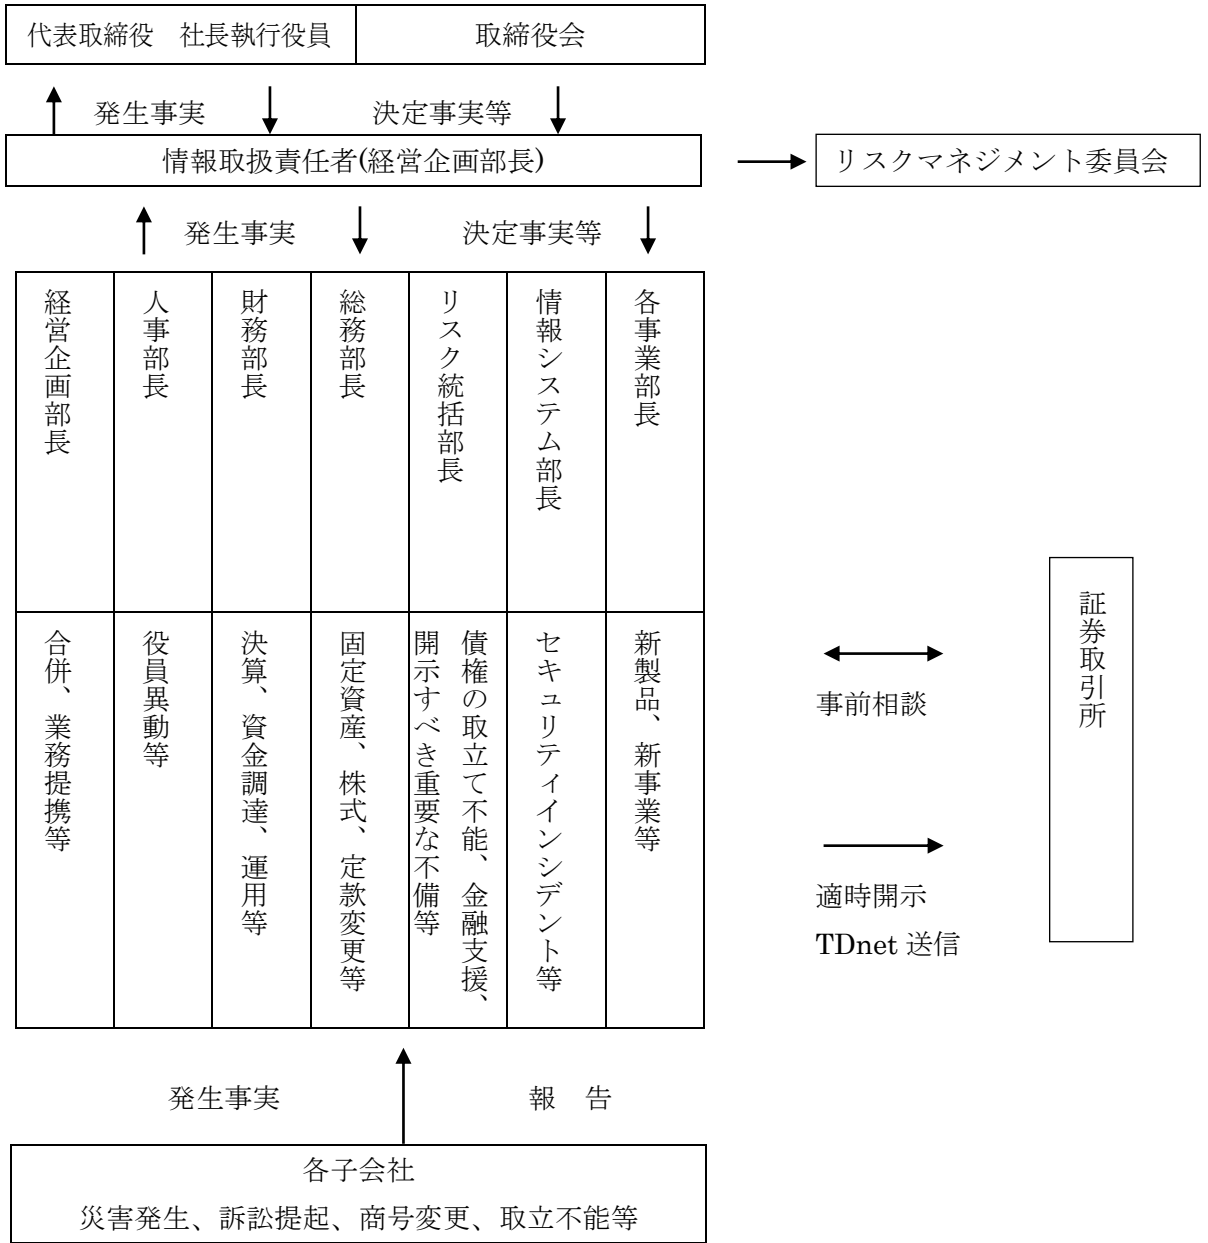 代表取締役　社長執行役員
取締役会
発生事実
決定事実等
情報取扱責任者(経営企画部長)
リスクマネジメント委員会
発生事実
決定事実等
経営企画部長
人事部長
財務部長
総務部長
リスク統括部長
情報システム部長
各事業部長
合併、業務提携等
役員異動等
決算、資金調達、運用等
固定資産、株式、定款変更等
債権の取立て不能、金融支援、
開示すべき重要な不備等
セキュリティインシデント等
新製品、新事業等
事前相談
適時開示
TDnet 送信
証券取引所
発生事実
報　告
各子会社
災害発生、訴訟提起、商号変更、取立不能等